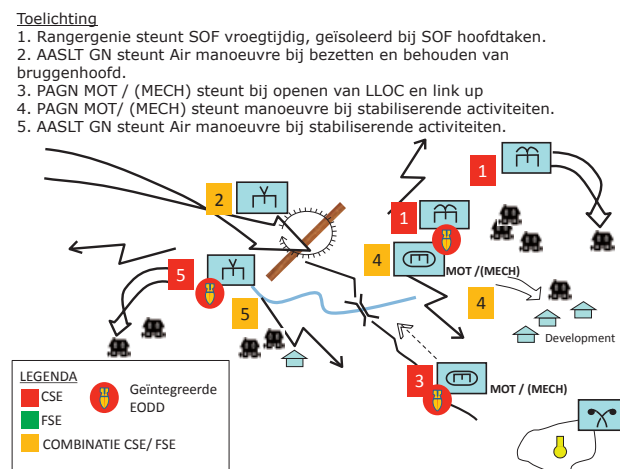 Toelichting
1. Rangergenie steunt SOF vroegtijdig, geïsoleerd bij SOF hoofdtaken.
2. AASLT GN steunt Air manoeuvre bij bezetten en behouden van
bruggenhoofd.
3. PAGN MOT / (MECH) steunt bij openen van LLOC en link up
4. PAGN MOT/ (MECH) steunt manoeuvre bij stabiliserende activiteiten.
5. AASLT GN steunt Air manoeuvre bij stabiliserende activiteiten.
1
2
1
4
MOT /(MECH)
5
4
5
Development
3
MOT / (MECH)
LEGENDA
CSE
FSE
COMBINATIE CSE/ FSE
Geïntegreerde
EODD